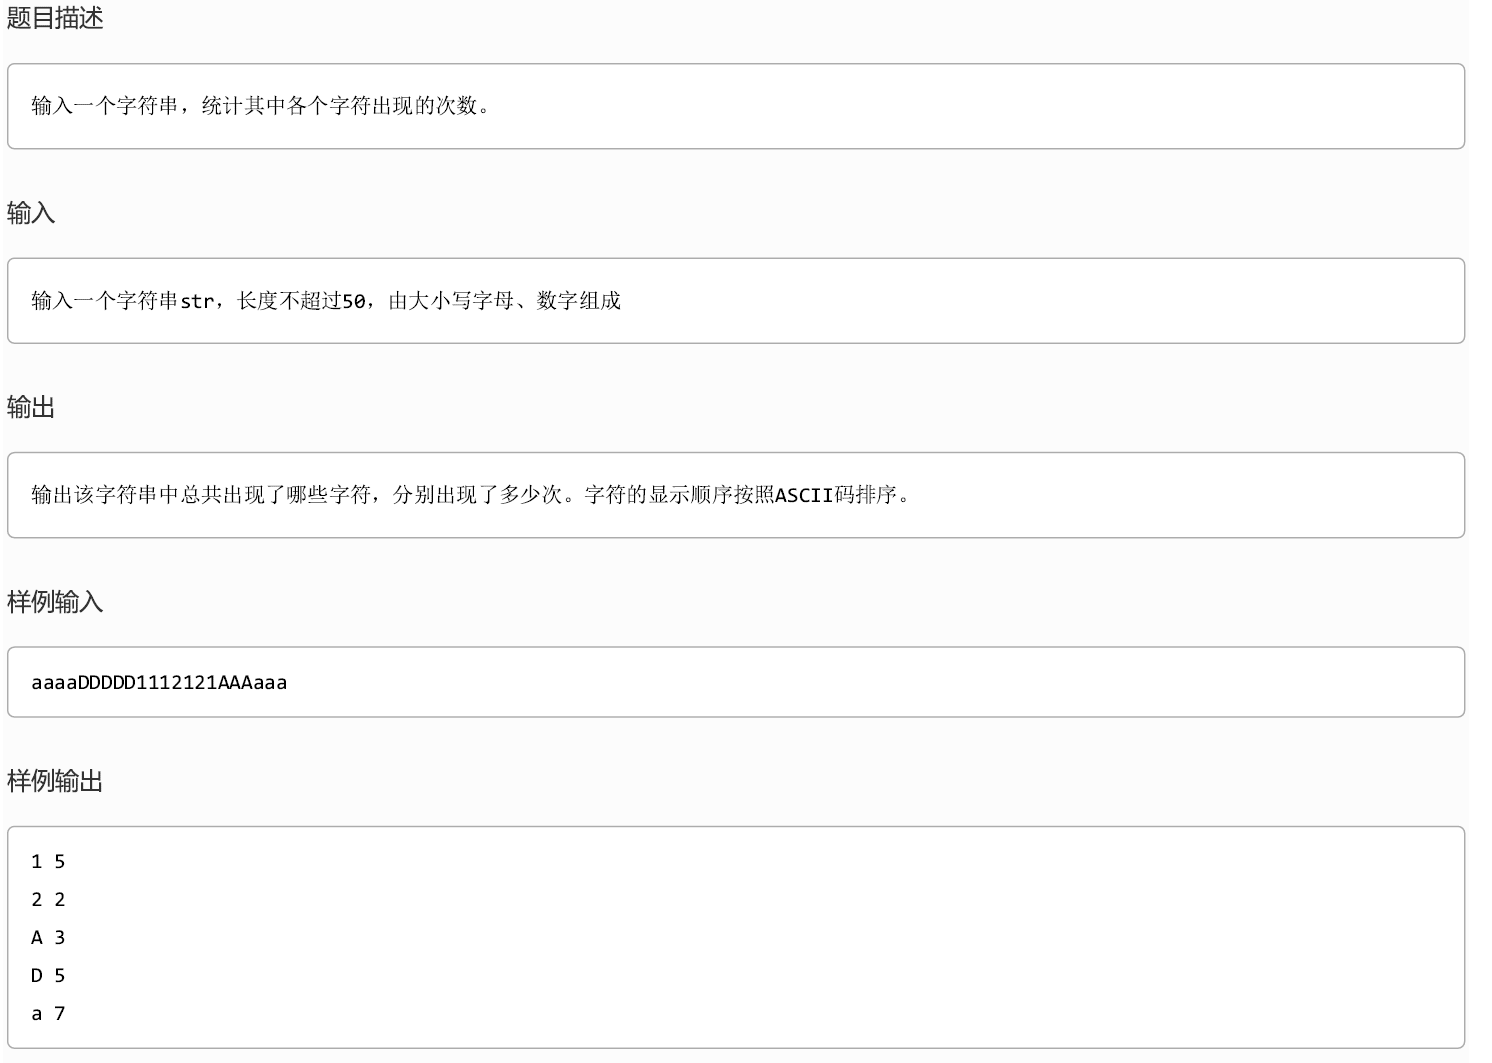 题目描述
输入一个字符串，统计其中各个字符出现的次数。
输入
输入一个字符串str，长度不超过50，由大小写字母、数字组成
输出
输出该字符串中总共出现了哪些字符，分别出现了多少次。字符的显示顺序按照ASCII码排序。
样例输入
aaaaDDDDD1112121AAAaaa
样例输出
1 5
2 2
A 3
D 5
a 7